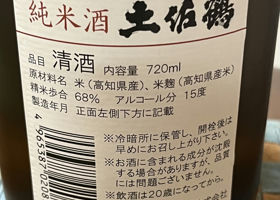 純米酒 土佐鶴
品目 清酒 内容量 720ml
原材料名 米（高知県産）、米麹（高知県産米）
精米歩合 68% アルコール分 15度
製造年月 正面左側下方に記載
※冷暗所に保管し、開栓後は
早めにお召し上がり下さい。
※お酒に含まれる成分が沈殿
する場合がありますが、品質
には問題ございません。
※飲酒は20歳になってから。
株式会社